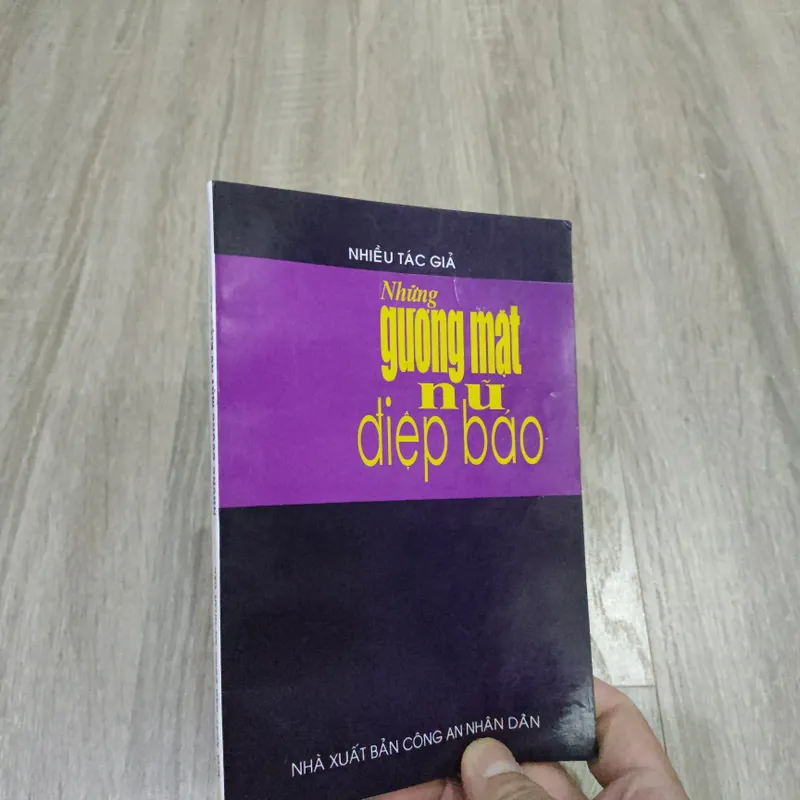 NHIỀU TÁC GIẢ
Những
gương mặt
nữ
điệp báo
NHÀ XUẤT BẢN CÔNG AN NHÂN DÂN